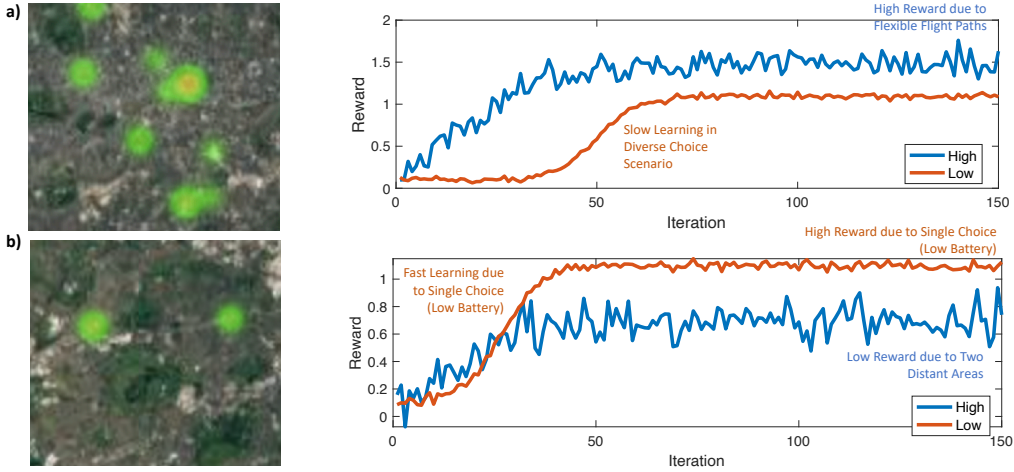 a)
High Reward due to
Flexible Flight Paths
2
1.5
1
0.5
0
Reward
Slow Learning in
Diverse Choice
Scenario
High
Low
0
50
100
150
Iteration
b)
High Reward due to Single Choice
(Low Battery)
Fast Learning due
to Single Choice
(Low Battery)
1
0.8
0.6
0.4
0.2
0
Reward
Low Reward due to Two
Distant Areas
High
Low
0
50
100
150
Iteration